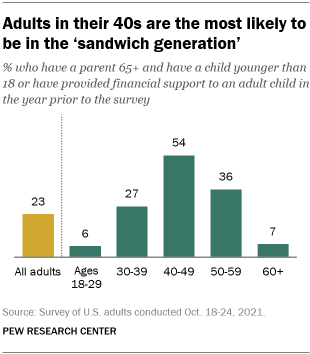 Adults in their 40s are the most likely to
be in the ‘sandwich generation’
% who have a parent 65+ and have a child younger than
18 or have provided financial support to an adult child in
the year prior to the survey
23
6
27
54
36
7
All adults
Ages
18-29
30-39
40-49
50-59
60+
Source: Survey of U.S. adults conducted Oct. 18-24, 2021.
PEW RESEARCH CENTER